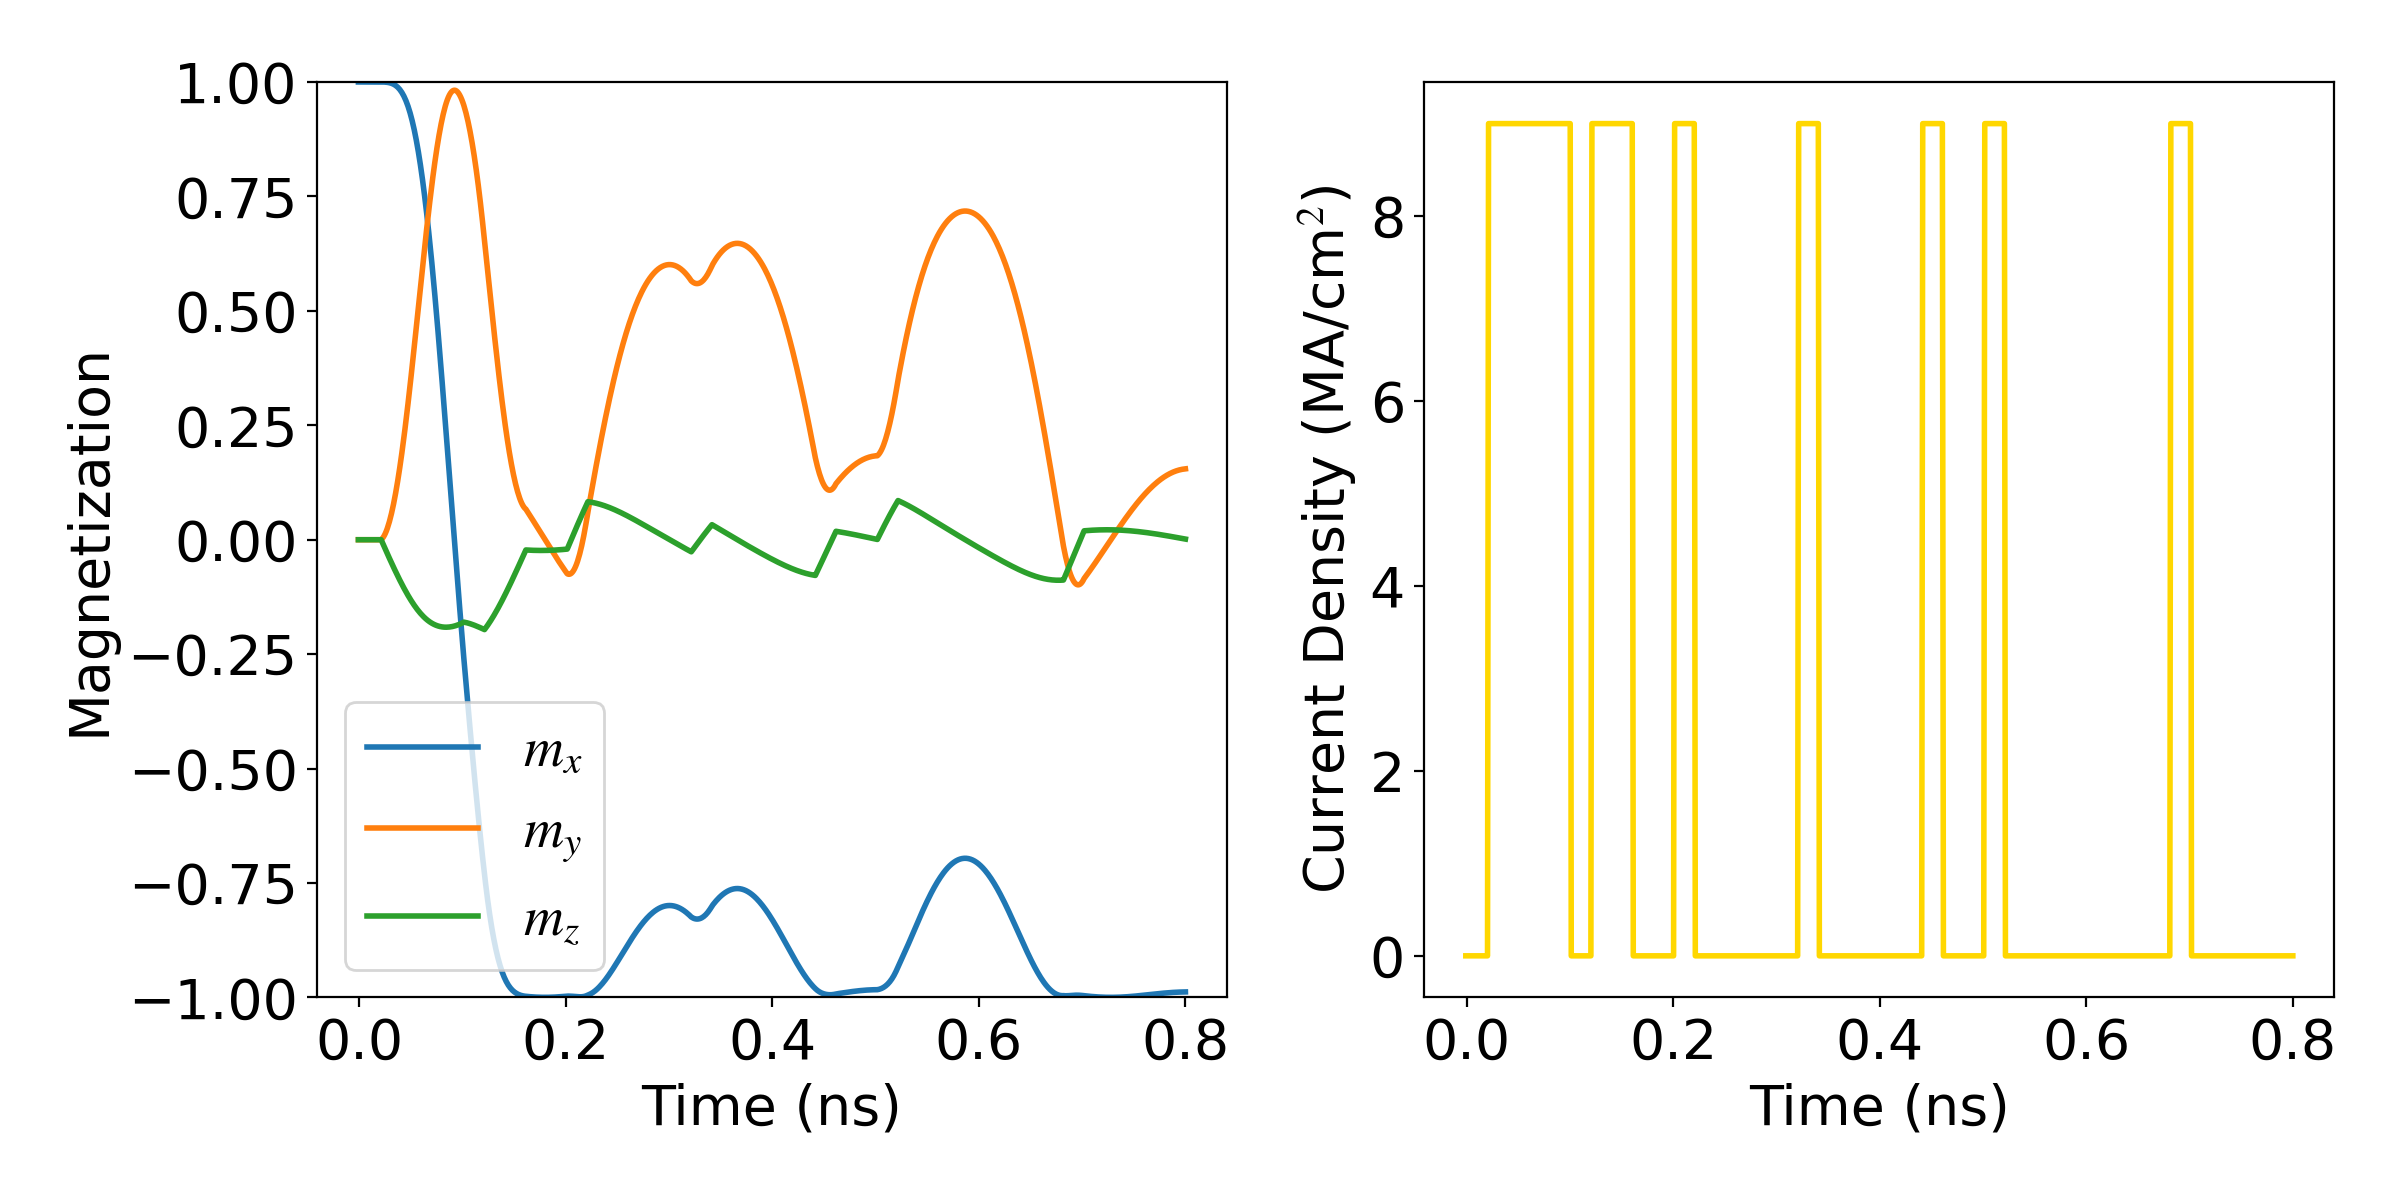 Magnetization
1.00
0.75
0.50
0.25
0.00
−0.25
−0.50
−0.75
−1.00
m_x
m_y
m_z
0.0 0.2 0.4 0.6 0.8
Time (ns)
Current Density (MA/cm²)
8
6
4
2
0
0.0 0.2 0.4 0.6 0.8
Time (ns)